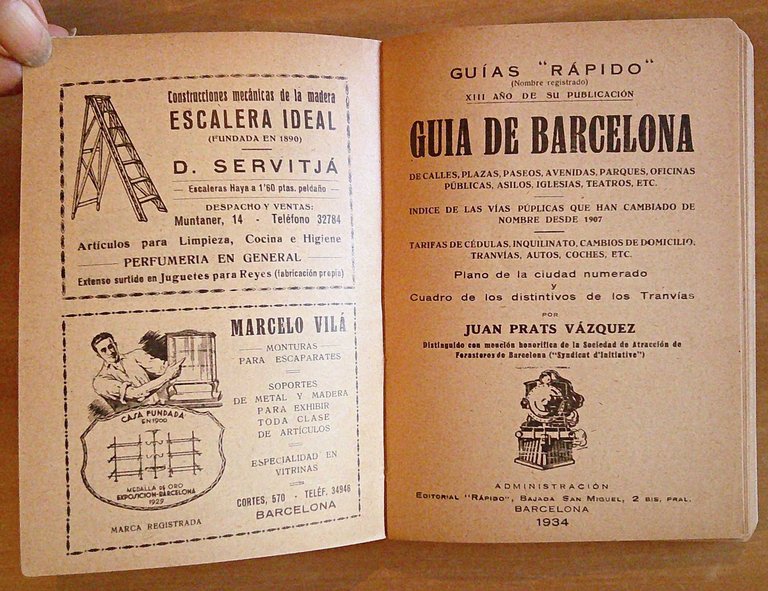 Construcciones mecánicas de la madera
ESCALERA IDEAL
(FUNDADA EN 1890)
D. SERVITJÁ
Escaleras Haya a 1'60 ptas. peldaño
DESPACHO Y VENTAS:
Muntaner, 14 - Teléfono 32784
Artículos para Limpieza, Cocina e Higiene
PERFUMERIA EN GENERAL
Extenso surtido en Juguetes para Reyes (fabricación propia)
MARCELO VILÁ
MONTURAS
PARA ESCAPARATES
SOPORTES
DE METAL Y MADERA
PARA EXHIBIR
TODA CLASE
DE ARTÍCULOS
ESPECIALIDAD EN
VITRINAS
CORTES, 570 - TELÉF. 34946
BARCELONA
CASA FUNDADA
EN 1900
MEDALLA DE ORO
EXPOSICION-BARCELONA
1929
MARCA REGISTRADA
GUÍAS "RÁPIDO"
(Nombre registrado)
XIII AÑO DE SU PUBLICACIÓN
GUIA DE BARCELONA
DE CALLES, PLAZAS, PASEOS, AVENIDAS, PARQUES, OFICINAS
PÚBLICAS, ASILOS, IGLESIAS, TEATROS, ETC.
INDICE DE LAS VÍAS PÚPLICAS QUE HAN CAMBIADO DE
NOMBRE DESDE 1907
TARIFAS DE CÉDULAS, INQUILINATO, CAMBIOS DE DOMICILIO,
TRANVÍAS, AUTOS, COCHES, ETC.
Plano de la ciudad numerado
y
Cuadro de los distintivos de los Tranvías
POR
JUAN PRATS VÁZQUEZ
Distinguido con mención honorífica de la Sociedad de Atracción de
Forasteros de Barcelona ("Syndicat d'Initiative")
ADMINISTRACIÓN
EDITORIAL "RÁPIDO", BAJADA SAN MIGUEL, 2 BIS, PRAL.
BARCELONA
1934